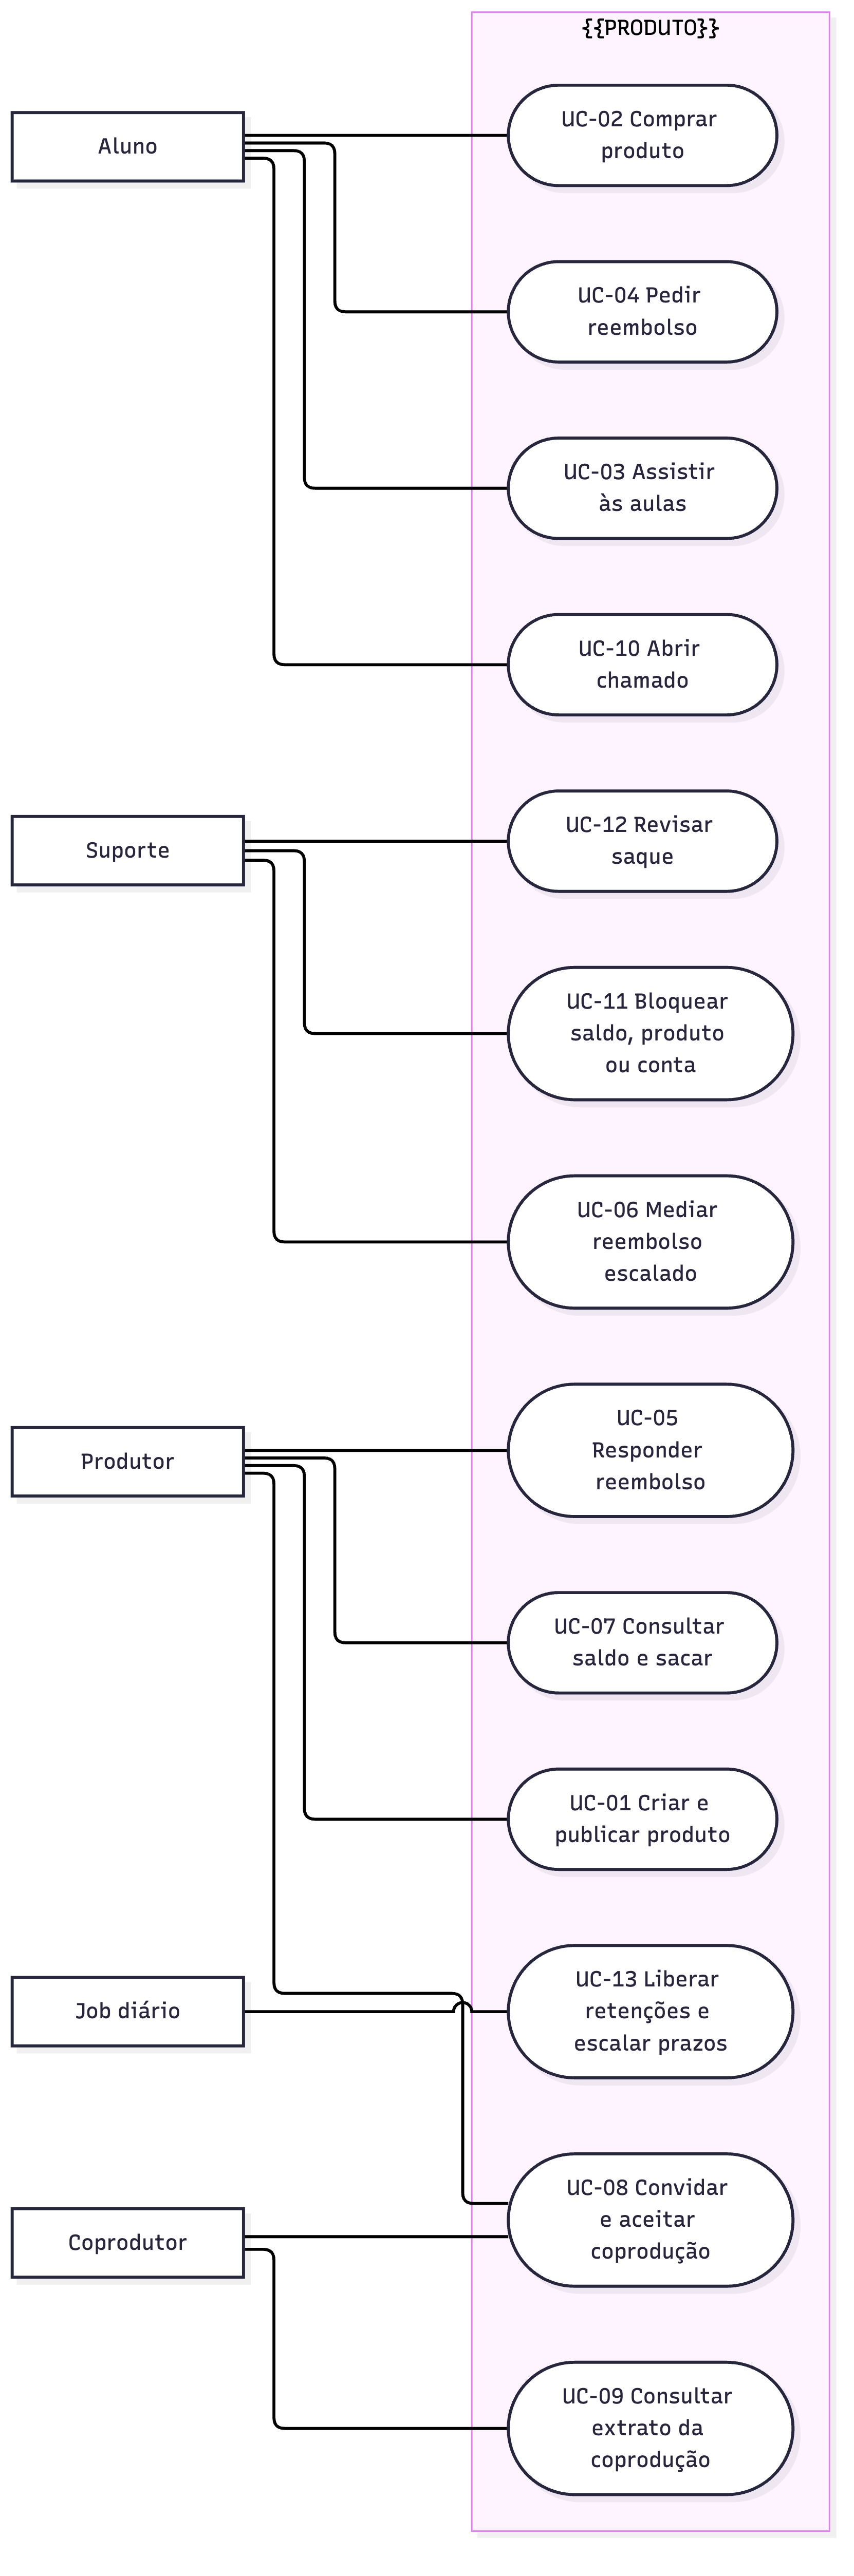 {{PRODUTO}}
Aluno
UC-02 Comprar
produto
UC-04 Pedir
reembolso
UC-03 Assistir
às aulas
UC-10 Abrir
chamado
Suporte
UC-12 Revisar
saque
UC-11 Bloquear
saldo, produto
ou conta
UC-06 Mediar
reembolso
escalado
Produtor
UC-05
Responder
reembolso
UC-07 Consultar
saldo e sacar
UC-01 Criar e
publicar produto
Job diário
UC-13 Liberar
retenções e
escalar prazos
Coprodutor
UC-08 Convidar
e aceitar
coprodução
UC-09 Consultar
extrato da
coprodução